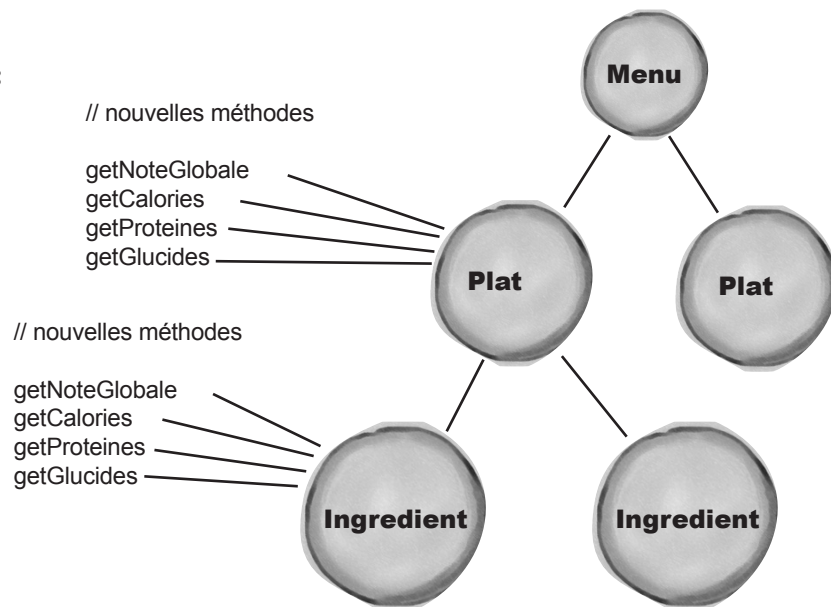 :
Menu
// nouvelles méthodes
getNoteGlobale
getCalories
getProteines
getGlucides
Plat
Plat
// nouvelles méthodes
getNoteGlobale
getCalories
getProteines
getGlucides
Ingredient
Ingredient